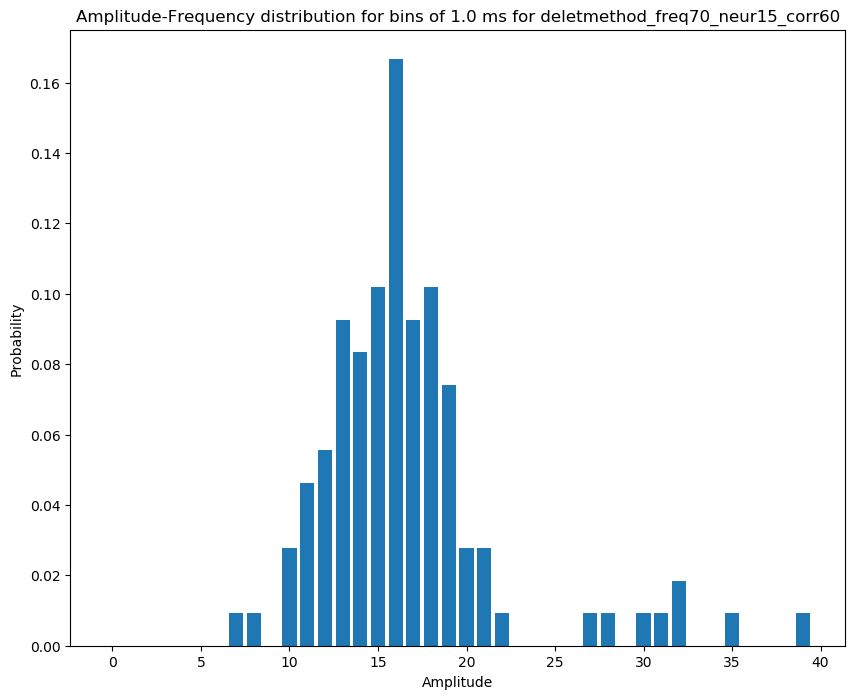 Amplitude-Frequency distribution for bins of 1.0 ms for deletmethod_freq70_neur15_corr60
0.16
0.14
0.12
0.10
0.08
0.06
0.04
0.02
0.00
Probability
0 5 10 15 20 25 30 35 40
Amplitude